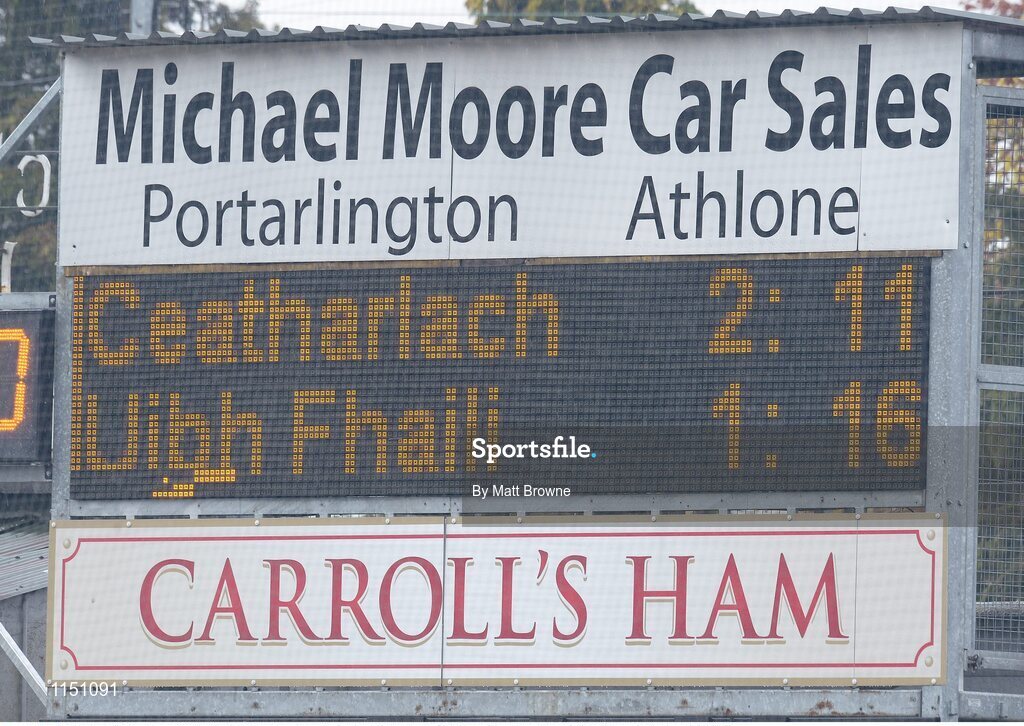 Michael Moore Car Sales
Portarlington Athlone
Ceatharlach 2: 11
Uibh Fhaili 1: 16
Sportsfile.
By Matt Browne
CARROLL'S HAM
1151091